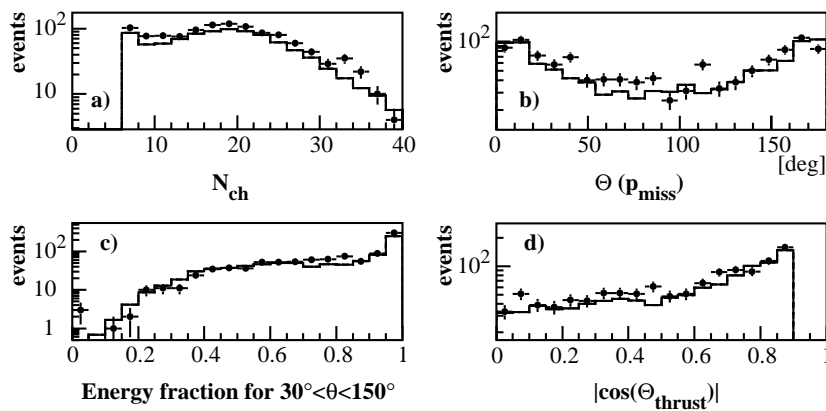 events
10²
10
a)
0 10 20 30 40
N_ch
events
10²
b)
0 50 100 150
[deg]
Θ (p_miss)
events
10²
10
1
c)
0 0.2 0.4 0.6 0.8 1
Energy fraction for 30°<θ<150°
events
10²
d)
0 0.2 0.4 0.6 0.8 1
|cos(Θ_thrust)|